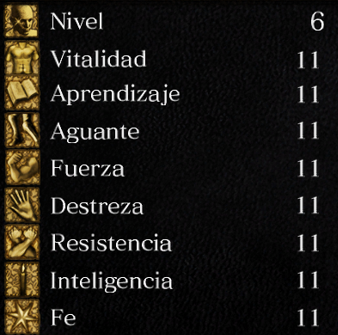 Nivel 6
Vitalidad 11
Aprendizaje 11
Aguante 11
Fuerza 11
Destreza 11
Resistencia 11
Inteligencia 11
Fe 11